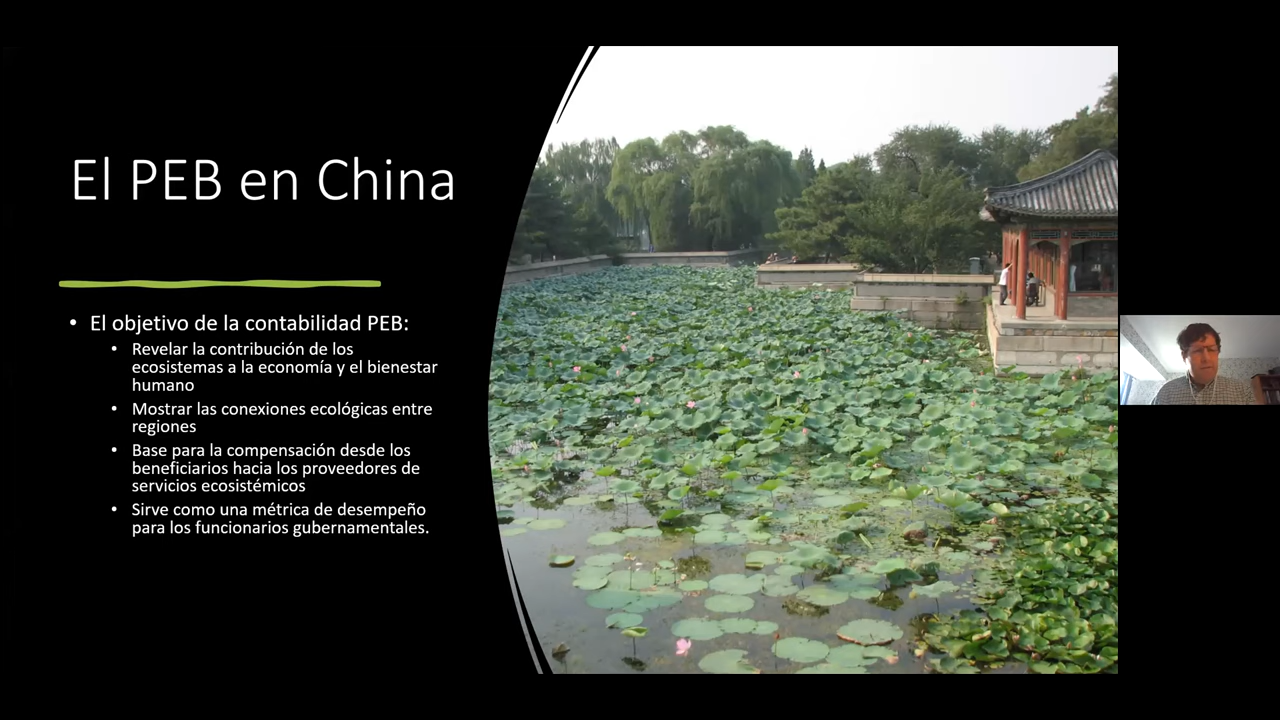 El PEB en China
• El objetivo de la contabilidad PEB:
• Revelar la contribución de los
ecosistemas a la economía y el bienestar
humano
• Mostrar las conexiones ecológicas entre
regiones
• Base para la compensación desde los
beneficiarios hacia los proveedores de
servicios ecosistémicos
• Sirve como una métrica de desempeño
para los funcionarios gubernamentales.